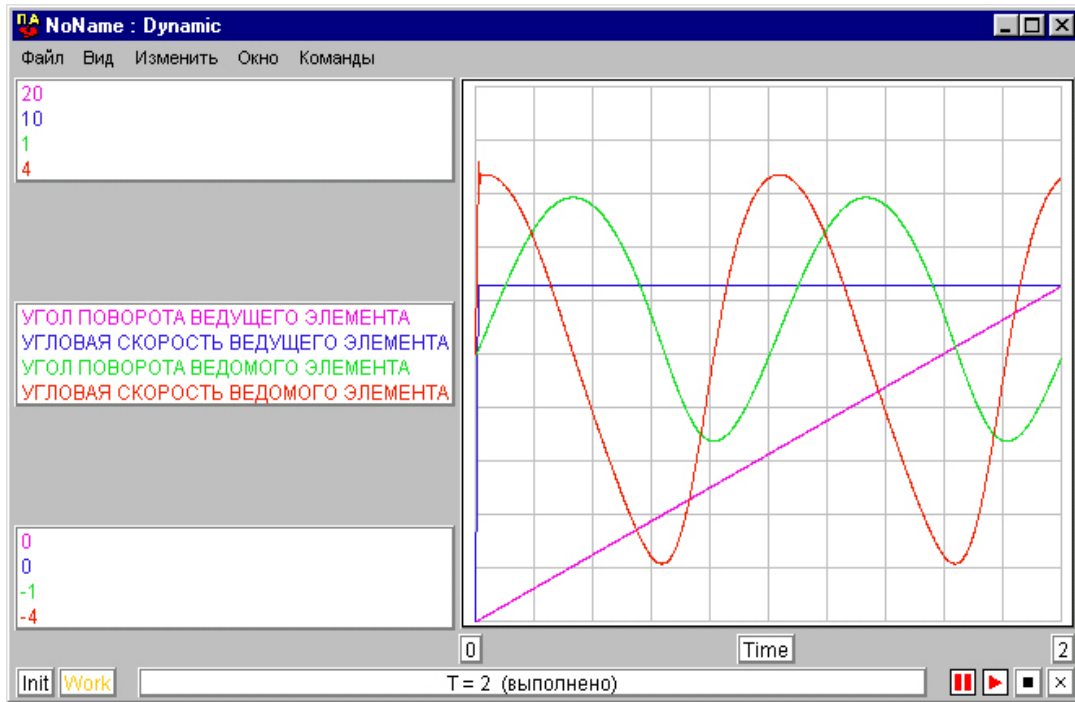 ПА
NoName : Dynamic
Файл Вид Изменить Окно Команды
20
10
1
4
УГОЛ ПОВОРОТА ВЕДУЩЕГО ЭЛЕМЕНТА
УГЛОВАЯ СКОРОСТЬ ВЕДУЩЕГО ЭЛЕМЕНТА
УГОЛ ПОВОРОТА ВЕДОМОГО ЭЛЕМЕНТА
УГЛОВАЯ СКОРОСТЬ ВЕДОМОГО ЭЛЕМЕНТА
0
0
-1
-4
0 Time 2
Init Work T = 2 (выполнено)